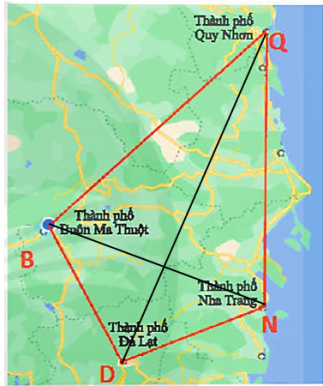 Thành phố
Quy Nhơn
Q
Thành phố
Buôn Ma Thuột
B
Thành phố
Nha Trang
N
Thành phố
Đà Lạt
D